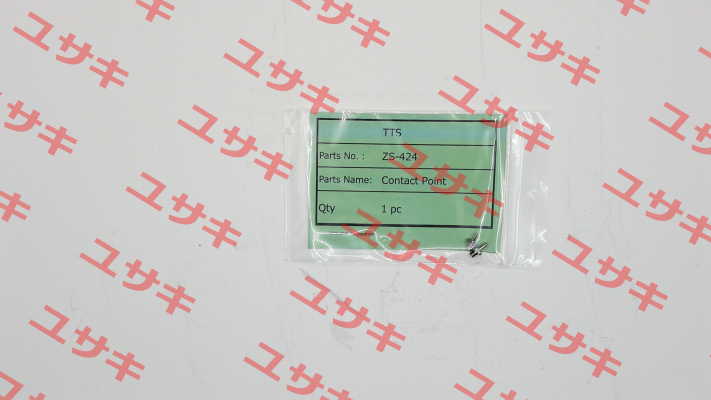 TTS
Parts No. : ZS-424
Parts Name: Contact Point
Qty 1 pc
ユサキ